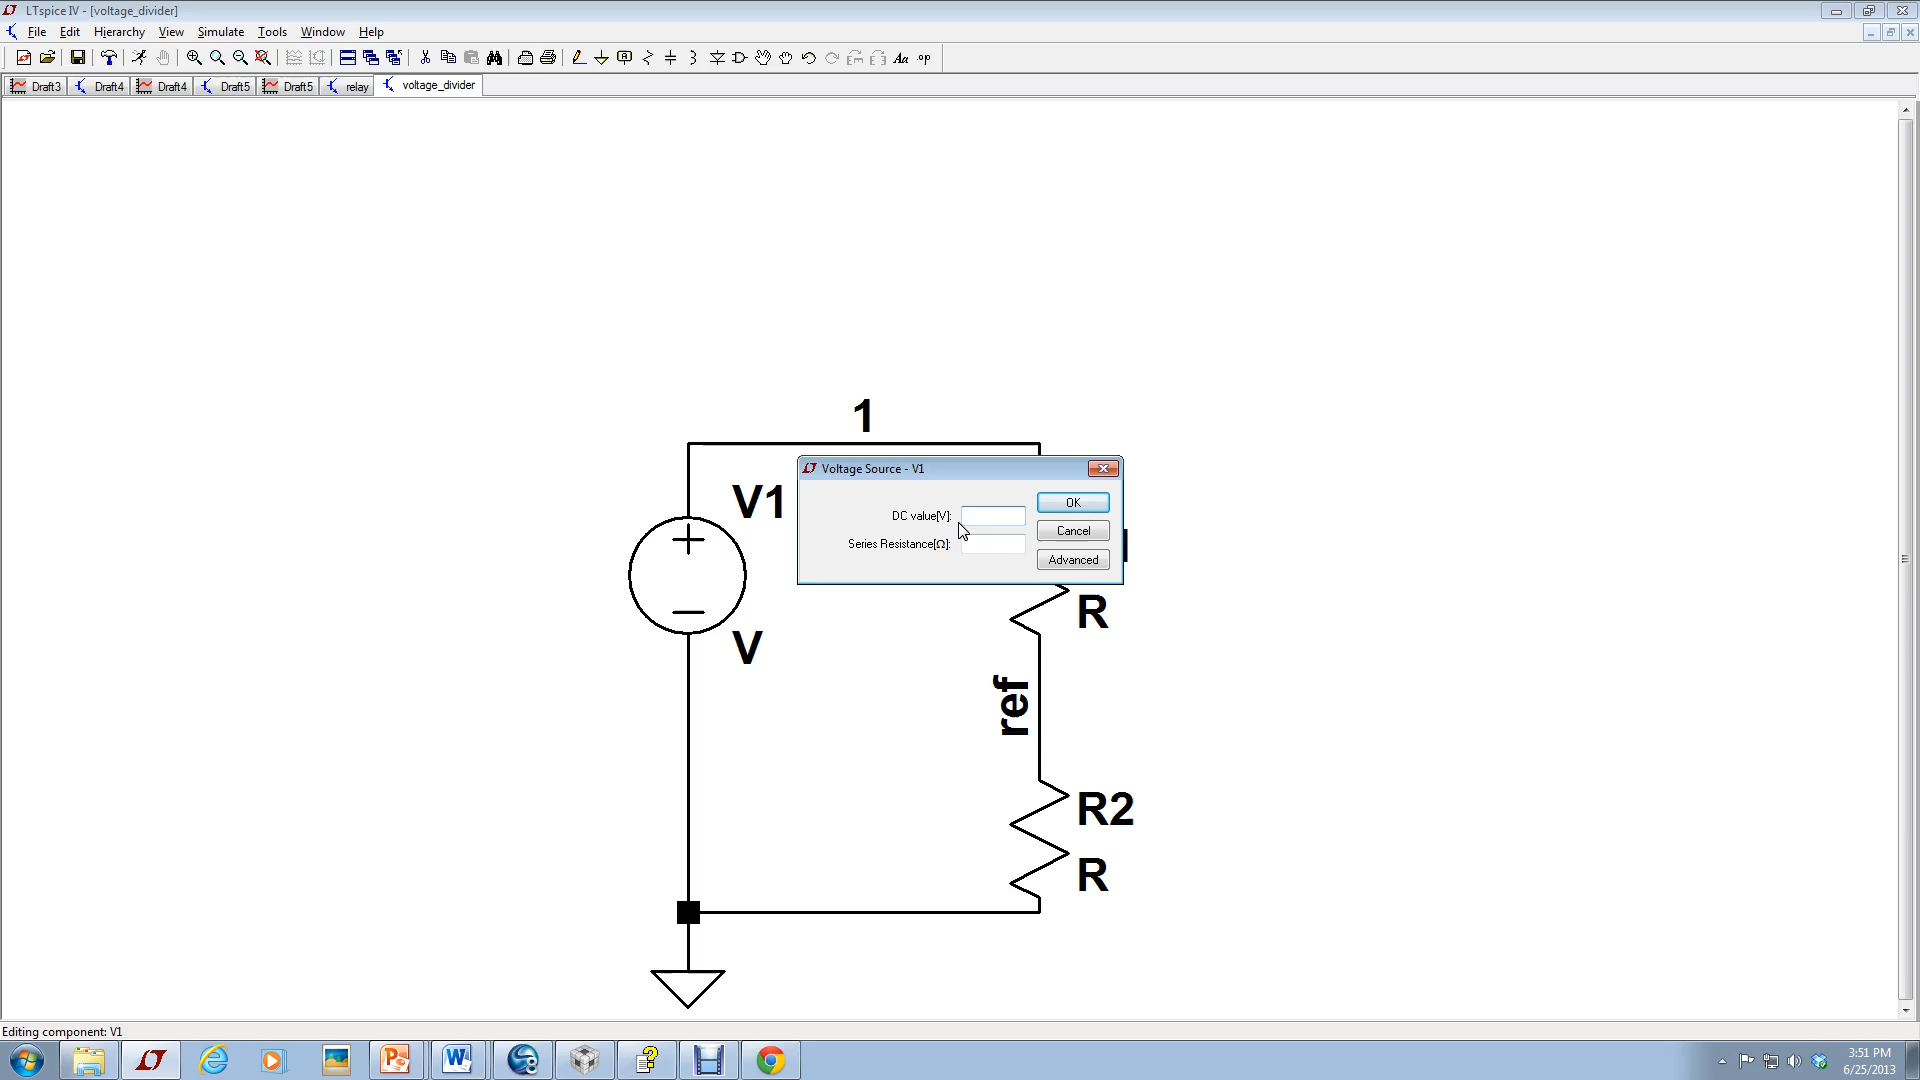 LTspice IV - [voltage_divider]
File Edit Hierarchy View Simulate Tools Window Help
Aa .op
Draft3 Draft4 Draft4 Draft5 Draft5 relay voltage_divider
1
Voltage Source - V1
V1
DC value[V]:
OK
Cancel
Series Resistance[Ω]:
Advanced
R
V
ref
R2
R
Editing component: V1
3:51 PM
6/25/2013